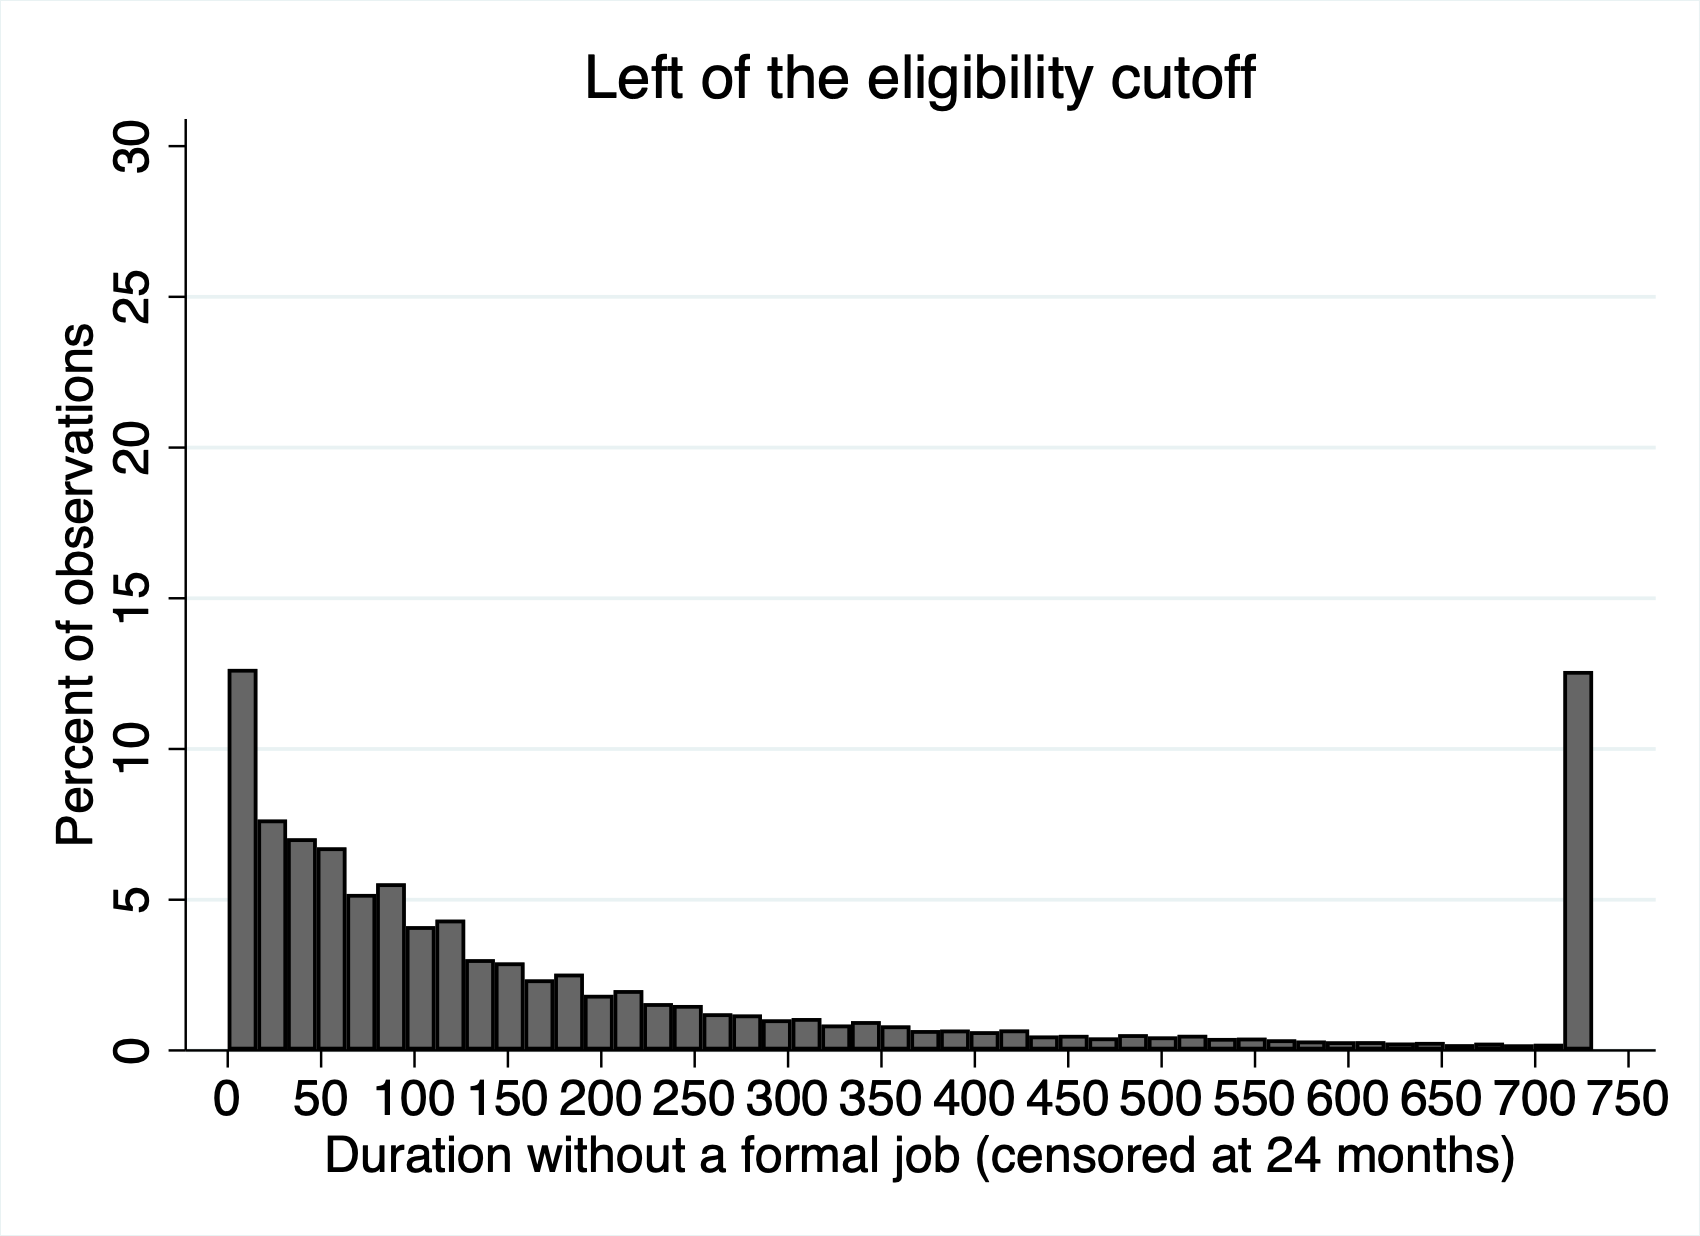 Left of the eligibility cutoff
30
25
20
15
10
5
0
Percent of observations
0 50 100 150 200 250 300 350 400 450 500 550 600 650 700 750
Duration without a formal job (censored at 24 months)